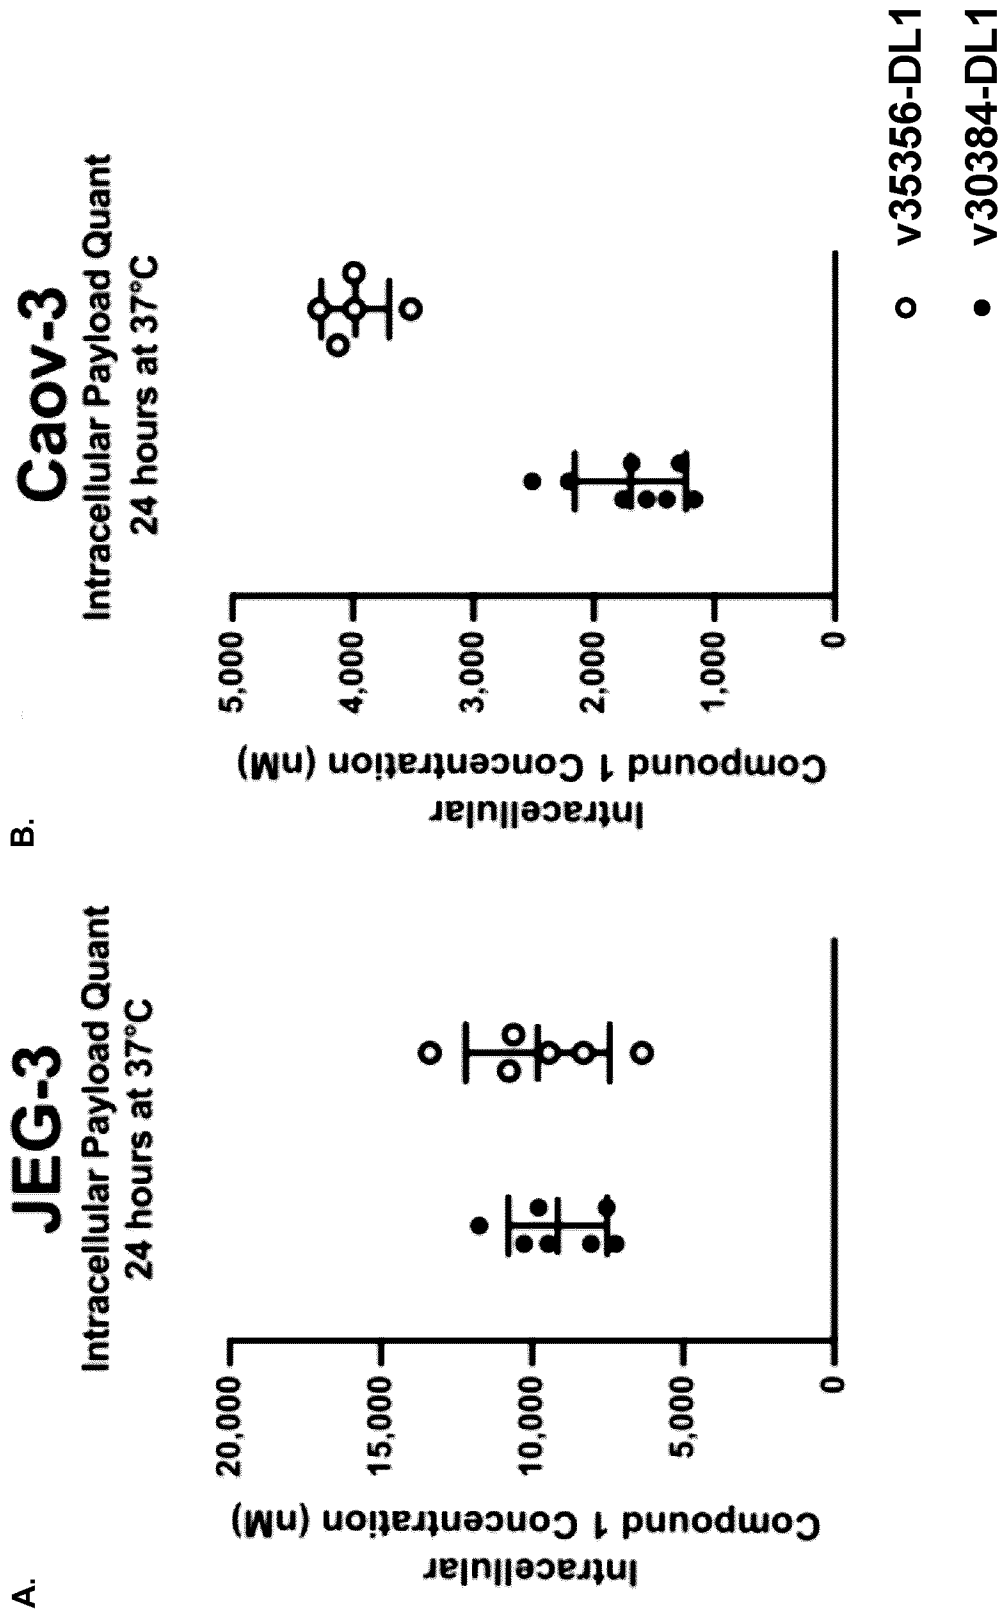 A.
JEG-3
Intracellular Payload Quant
24 hours at 37°C
Intracellular
Compound 1 Concentration (nM)
20,000
15,000
10,000
5,000
0
B.
Caov-3
Intracellular Payload Quant
24 hours at 37°C
Intracellular
Compound 1 Concentration (nM)
5,000
4,000
3,000
2,000
1,000
0
v35356-DL1
v30384-DL1